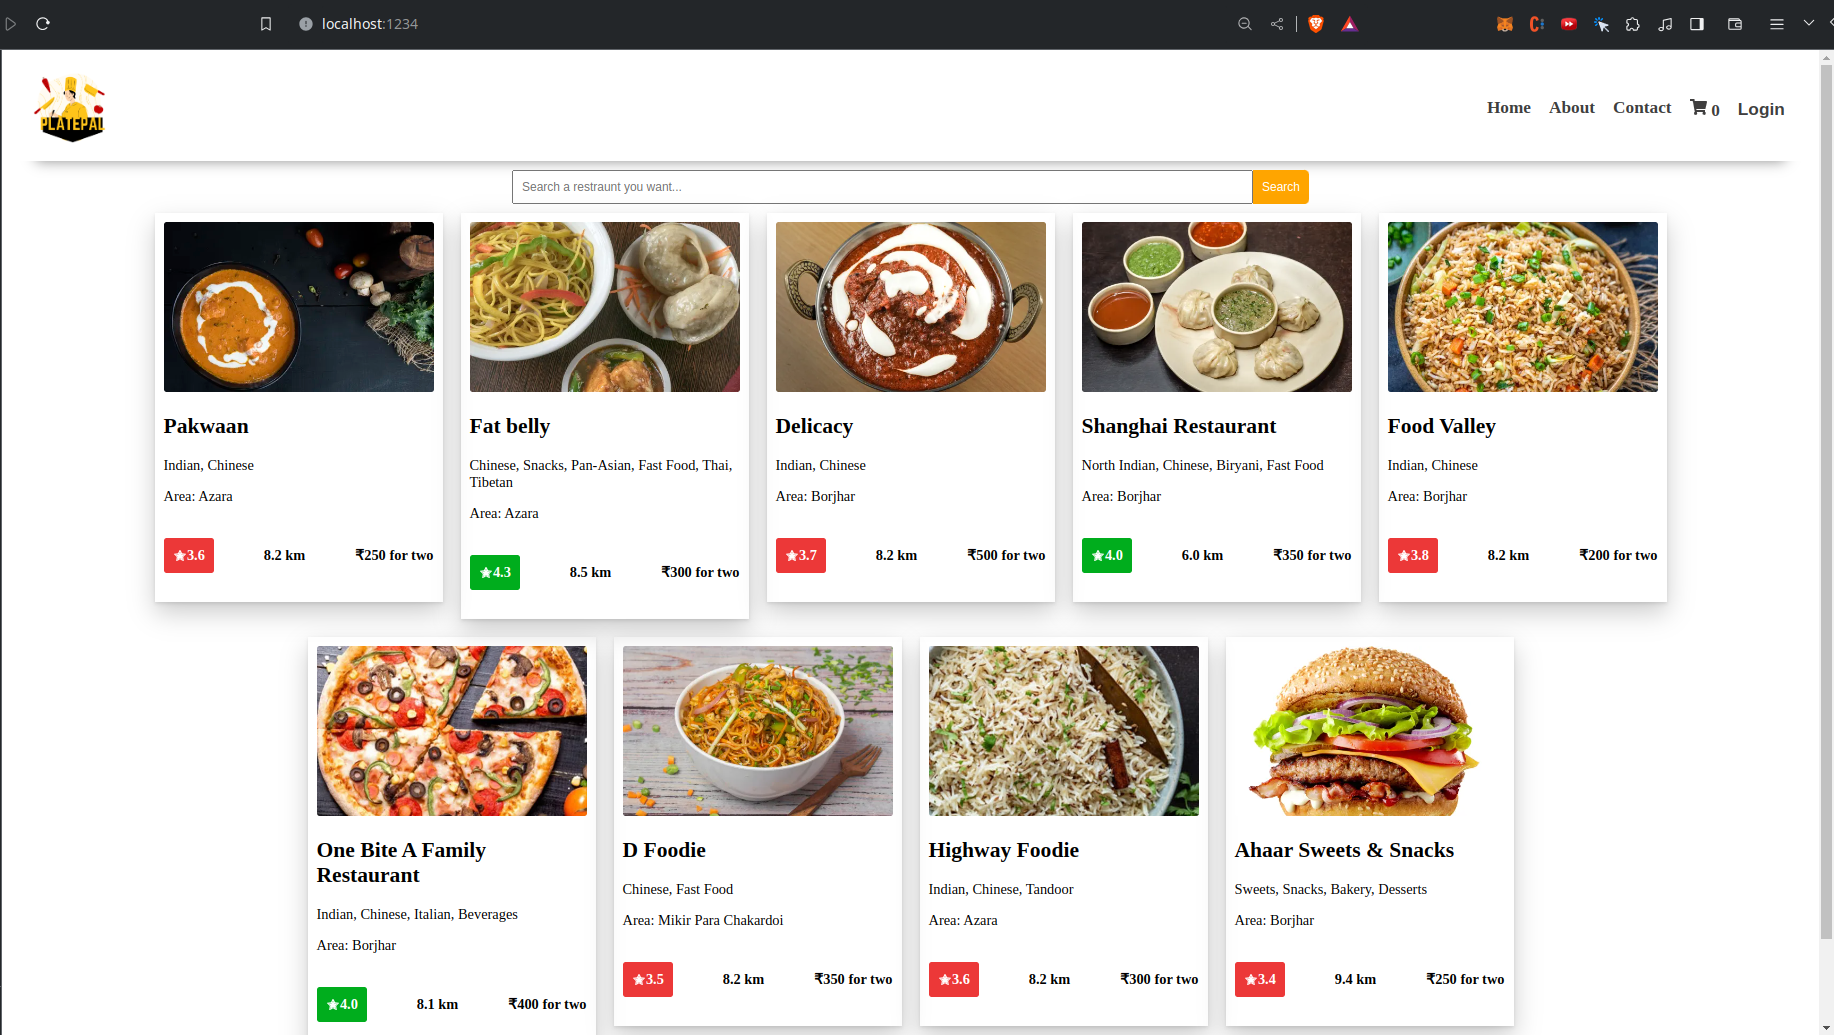 localhost:1234
PLATEPAL
Home About Contact 0 Login
Search a restraunt you want... Search
Pakwaan
Indian, Chinese
Area: Azara
3.6 8.2 km ₹250 for two
Fat belly
Chinese, Snacks, Pan-Asian, Fast Food, Thai,
Tibetan
Area: Azara
4.3 8.5 km ₹300 for two
Delicacy
Indian, Chinese
Area: Borjhar
3.7 8.2 km ₹500 for two
Shanghai Restaurant
North Indian, Chinese, Biryani, Fast Food
Area: Borjhar
4.0 6.0 km ₹350 for two
Food Valley
Indian, Chinese
Area: Borjhar
3.8 8.2 km ₹200 for two
One Bite A Family
Restaurant
Indian, Chinese, Italian, Beverages
Area: Borjhar
4.0 8.1 km ₹400 for two
D Foodie
Chinese, Fast Food
Area: Mikir Para Chakardoi
3.5 8.2 km ₹350 for two
Highway Foodie
Indian, Chinese, Tandoor
Area: Azara
3.6 8.2 km ₹300 for two
Ahaar Sweets & Snacks
Sweets, Snacks, Bakery, Desserts
Area: Borjhar
3.4 9.4 km ₹250 for two